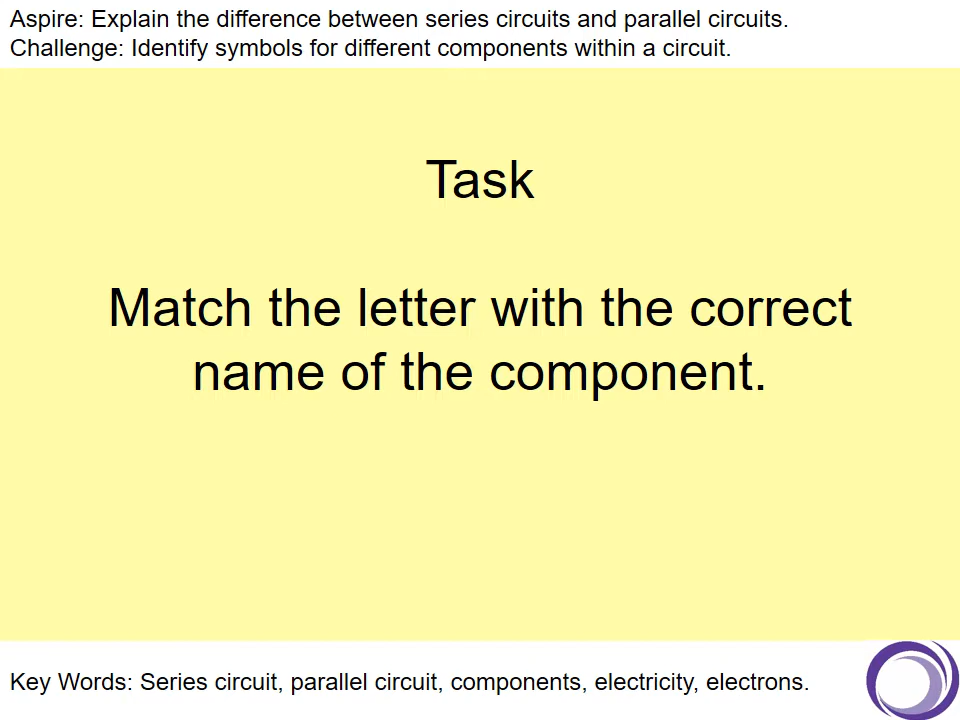 Aspire: Explain the difference between series circuits and parallel circuits.
Challenge: Identify symbols for different components within a circuit.
Task
Match the letter with the correct
name of the component.
Key Words: Series circuit, parallel circuit, components, electricity, electrons.